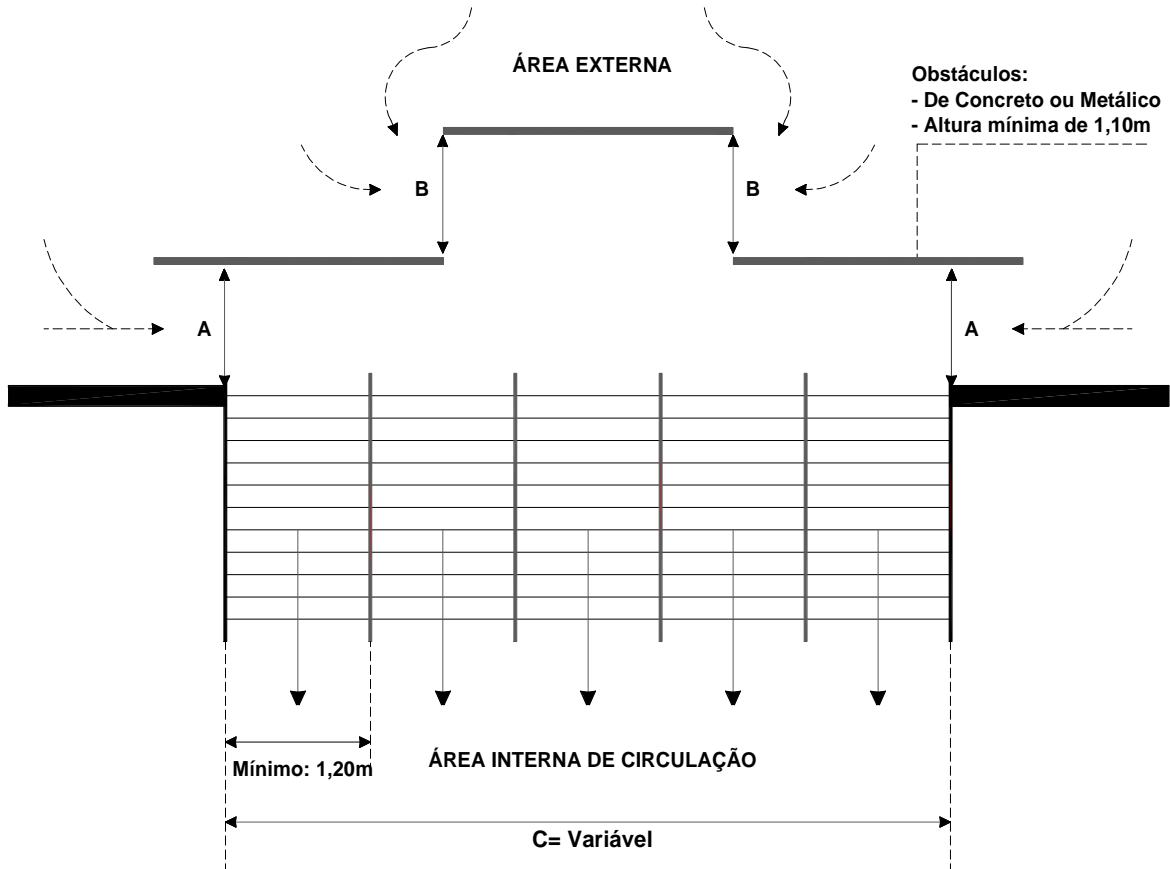 ÁREA EXTERNA
Obstáculos:
- De Concreto ou Metálico
- Altura mínima de 1,10m
B
B
A
A
Mínimo: 1,20m
ÁREA INTERNA DE CIRCULAÇÃO
C= Variável